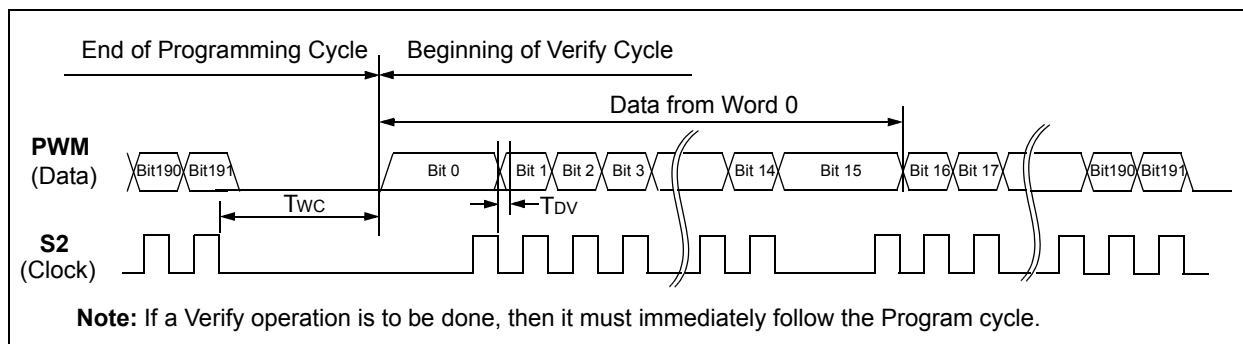 End of Programming Cycle Beginning of Verify Cycle
Data from Word 0
PWM
(Data)
Bit190 Bit191 Bit 0 Bit 1 Bit 2 Bit 3 Bit 14 Bit 15 Bit 16 Bit 17 Bit190 Bit191
TWC TDV
S2
(Clock)
Note: If a Verify operation is to be done, then it must immediately follow the Program cycle.